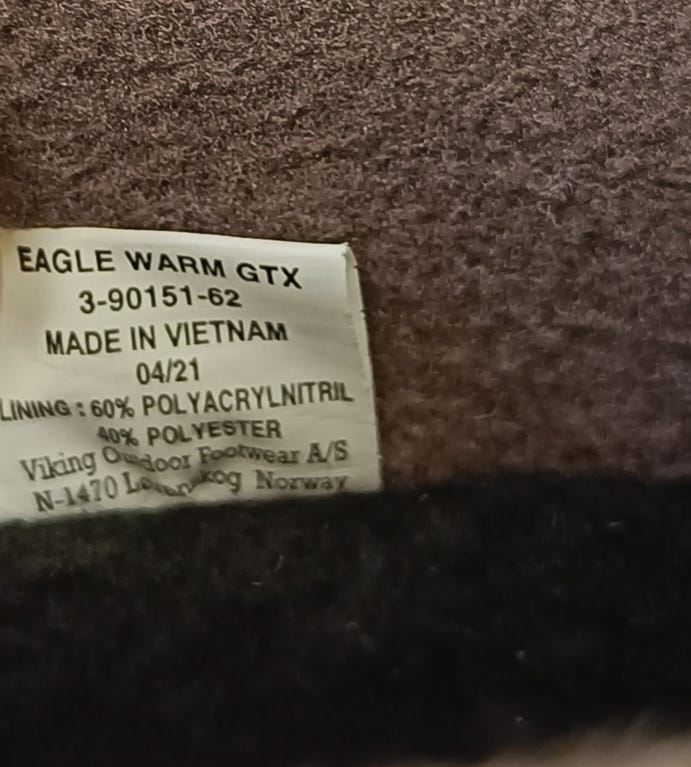 EAGLE WARM GTX
3-90151-62
MADE IN VIETNAM
04/21
LINING : 60% POLYACRYLNITRIL
40% POLYESTER
Viking Outdoor Footwear A/S
N-1470 Norway